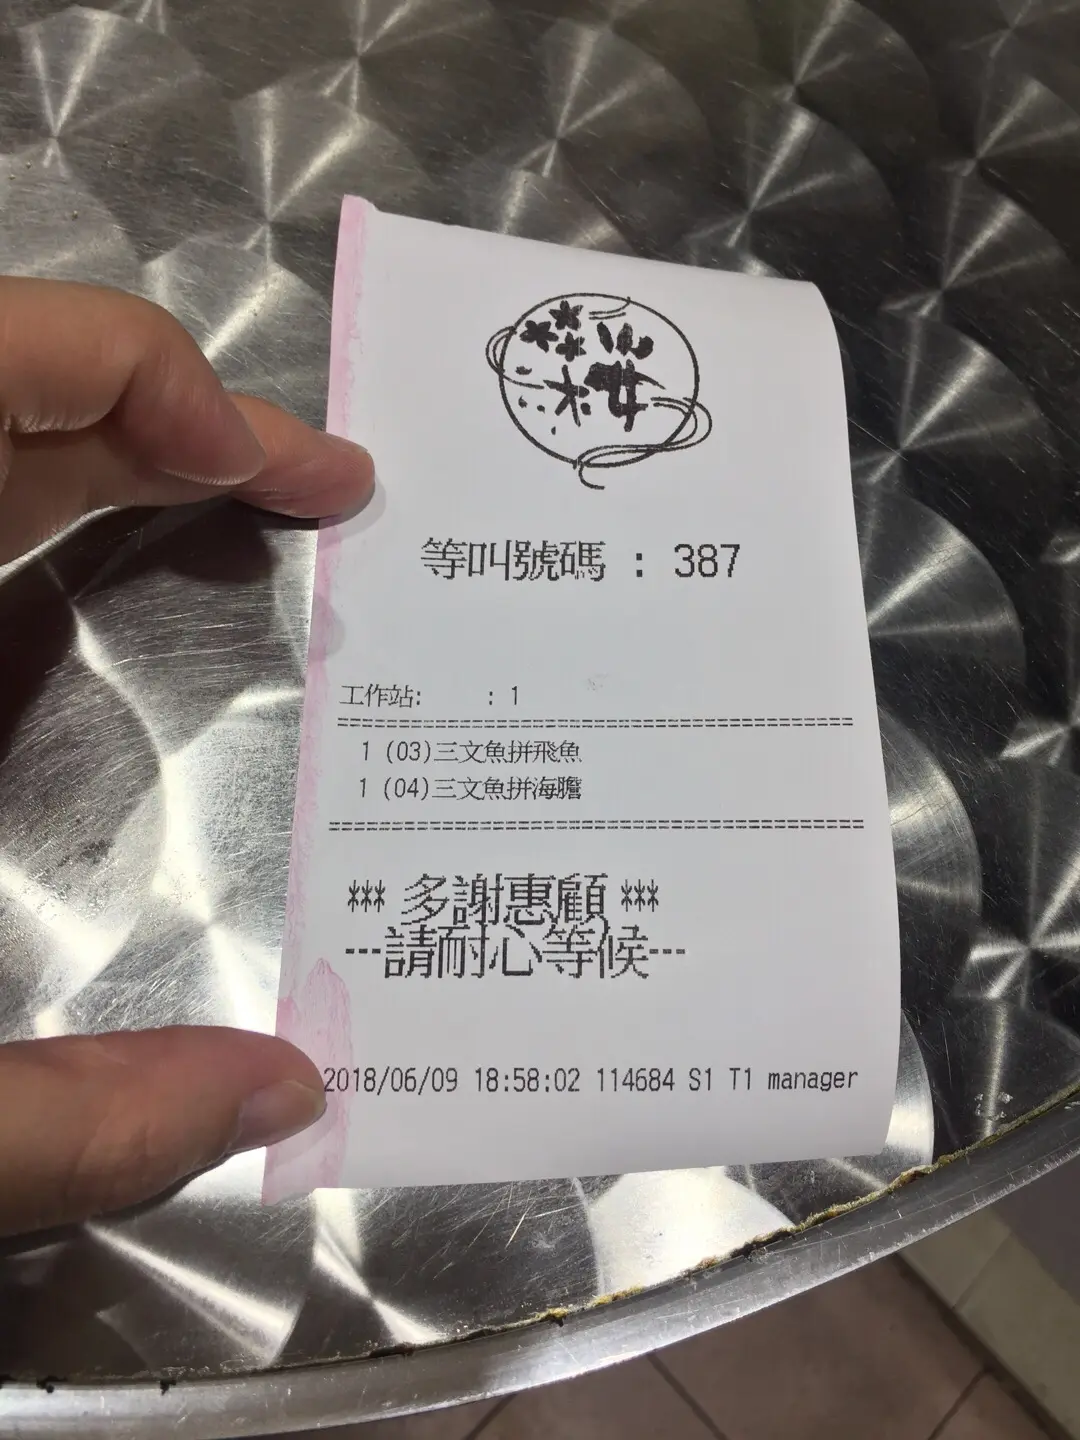 等叫號碼 : 387
工作站: : 1
==========================================
1 (03)三文魚拼飛魚
1 (04)三文魚拼海膽
==========================================
*** 多謝惠顧 ***
---請耐心等候---
2018/06/09 18:58:02 114684 S1 T1 manager